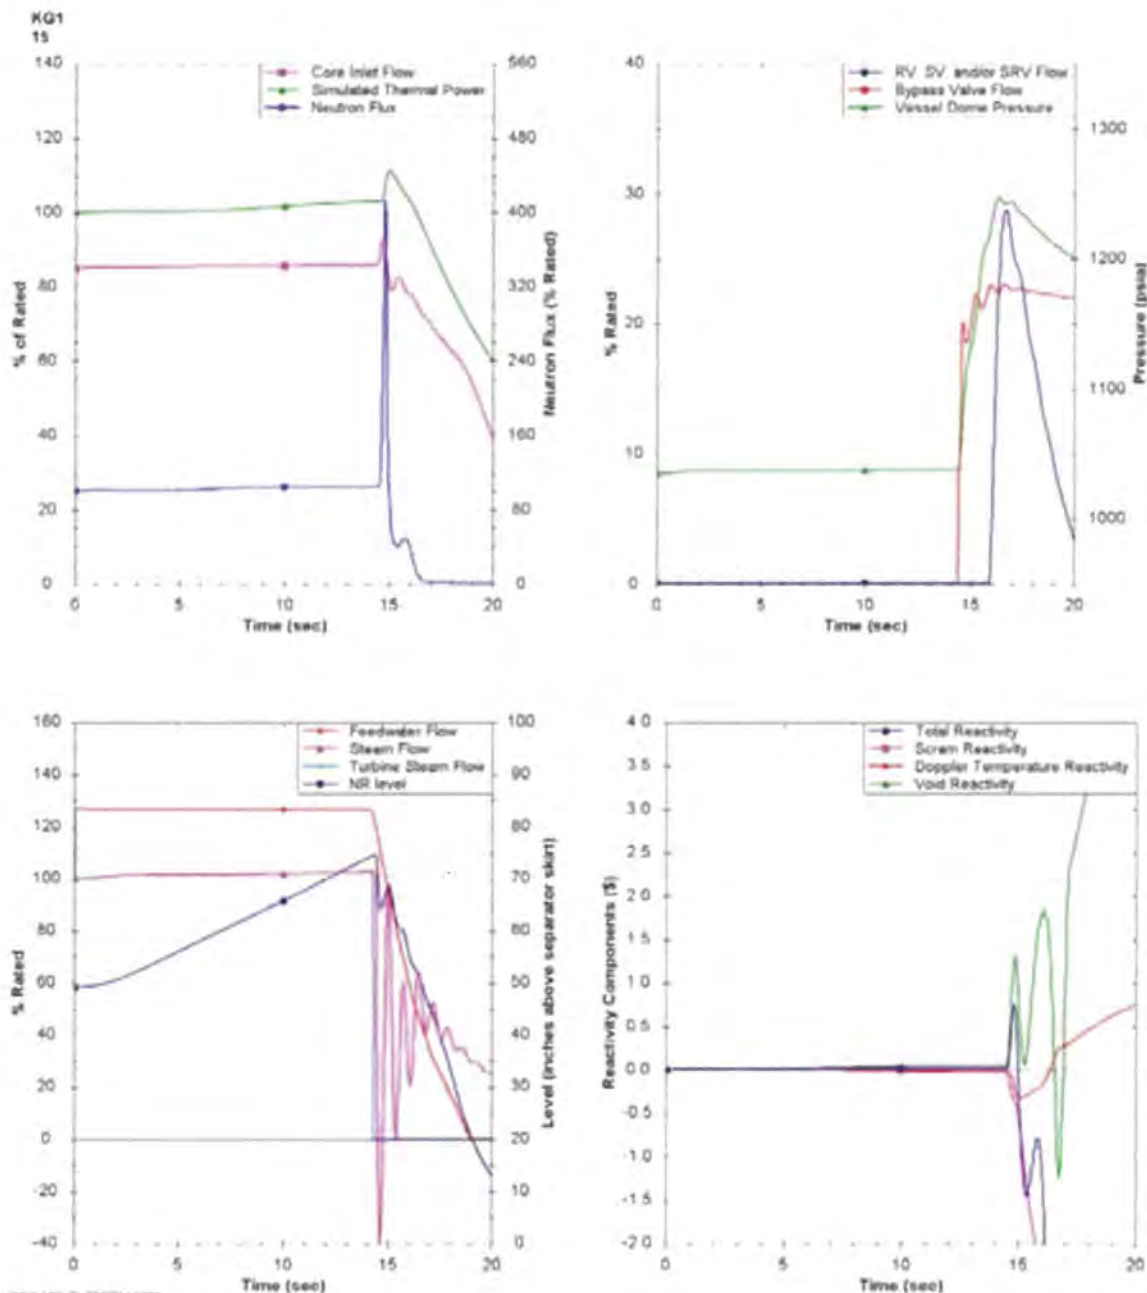 KG1
15
140
120
100
80
60
40
20
0
% of Rated
Core Inlet Flow
Simulated Thermal Power
Neutron Flux
560
480
400
320
240
160
80
0
Neutron Flux (% Rated)
0 5 10 15 20
Time (sec)
40
30
20
10
0
% Rated
RV, SV, and/or SRV Flow
Bypass Valve Flow
Vessel Dome Pressure
1300
1200
1100
1000
Pressure (psia)
0 5 10 15 20
Time (sec)
160
140
120
100
80
60
40
20
0
-20
-40
% Rated
Feedwater Flow
Steam Flow
Turbine Steam Flow
NR level
100
90
80
70
60
50
40
30
20
10
0
Level (inches above separator skirt)
0 5 10 15 20
Time (sec)
4.0
3.5
3.0
2.5
2.0
1.5
1.0
0.5
0.0
-0.5
-1.0
-1.5
-2.0
Reactivity Components ($)
Total Reactivity
Scram Reactivity
Doppler Temperature Reactivity
Void Reactivity
0 5 10 15 20
Time (sec)